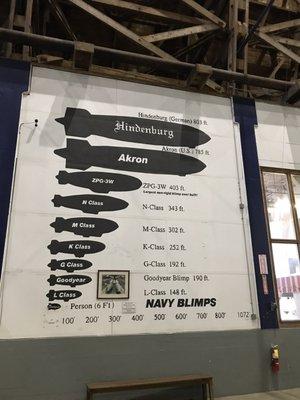 Hindenburg (German) 803 ft.
Hindenburg
Akron (U.S.) 785 ft.
Akron
ZPG-3W ZPG-3W 403 ft.
Largest non-rigid blimp ever built!
N Class N-Class 343 ft.
M Class M-Class 302 ft.
K Class K-Class 252 ft.
G Class G-Class 192 ft.
Goodyear Goodyear Blimp 190 ft.
L Class L-Class 148 ft.
Person (6 F1) NAVY BLIMPS
100' 200' 300' 400' 500' 600' 700' 800' 1072'